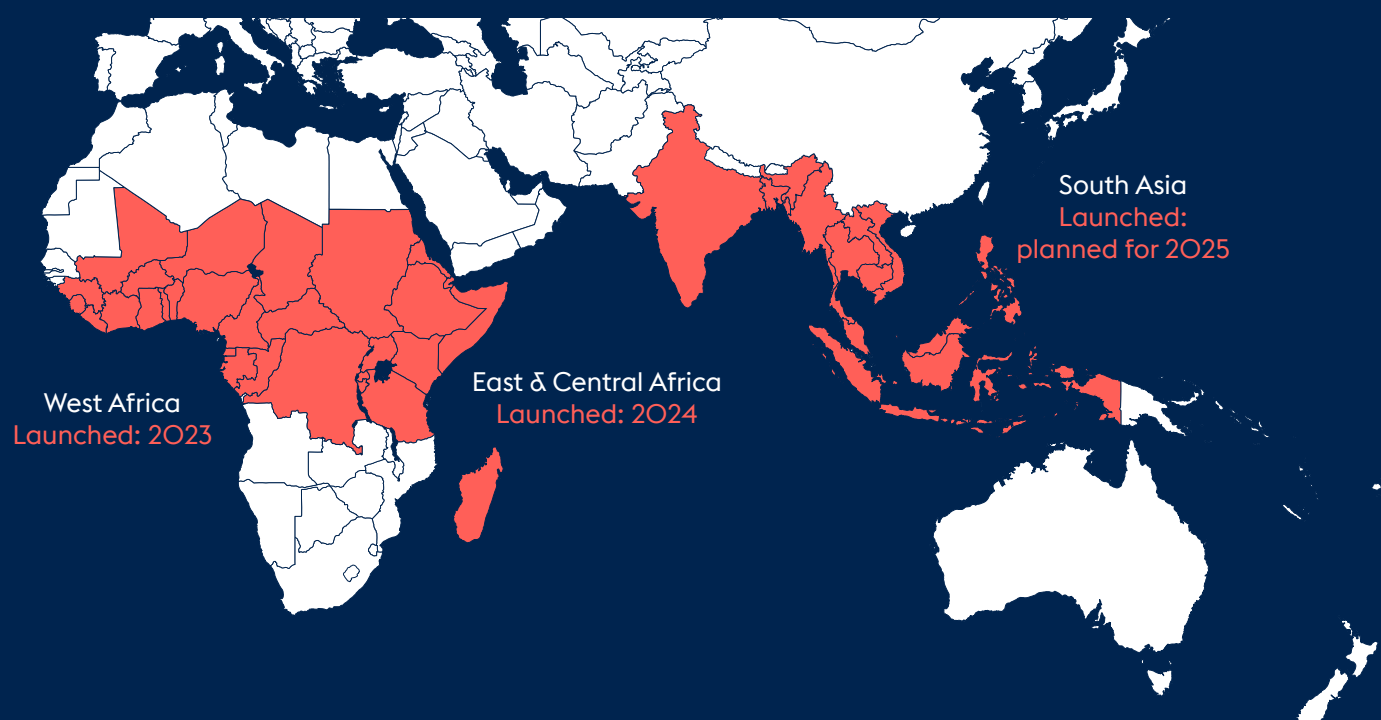 South Asia
Launched:
planned for 2025
East & Central Africa
Launched: 2024
West Africa
Launched: 2023